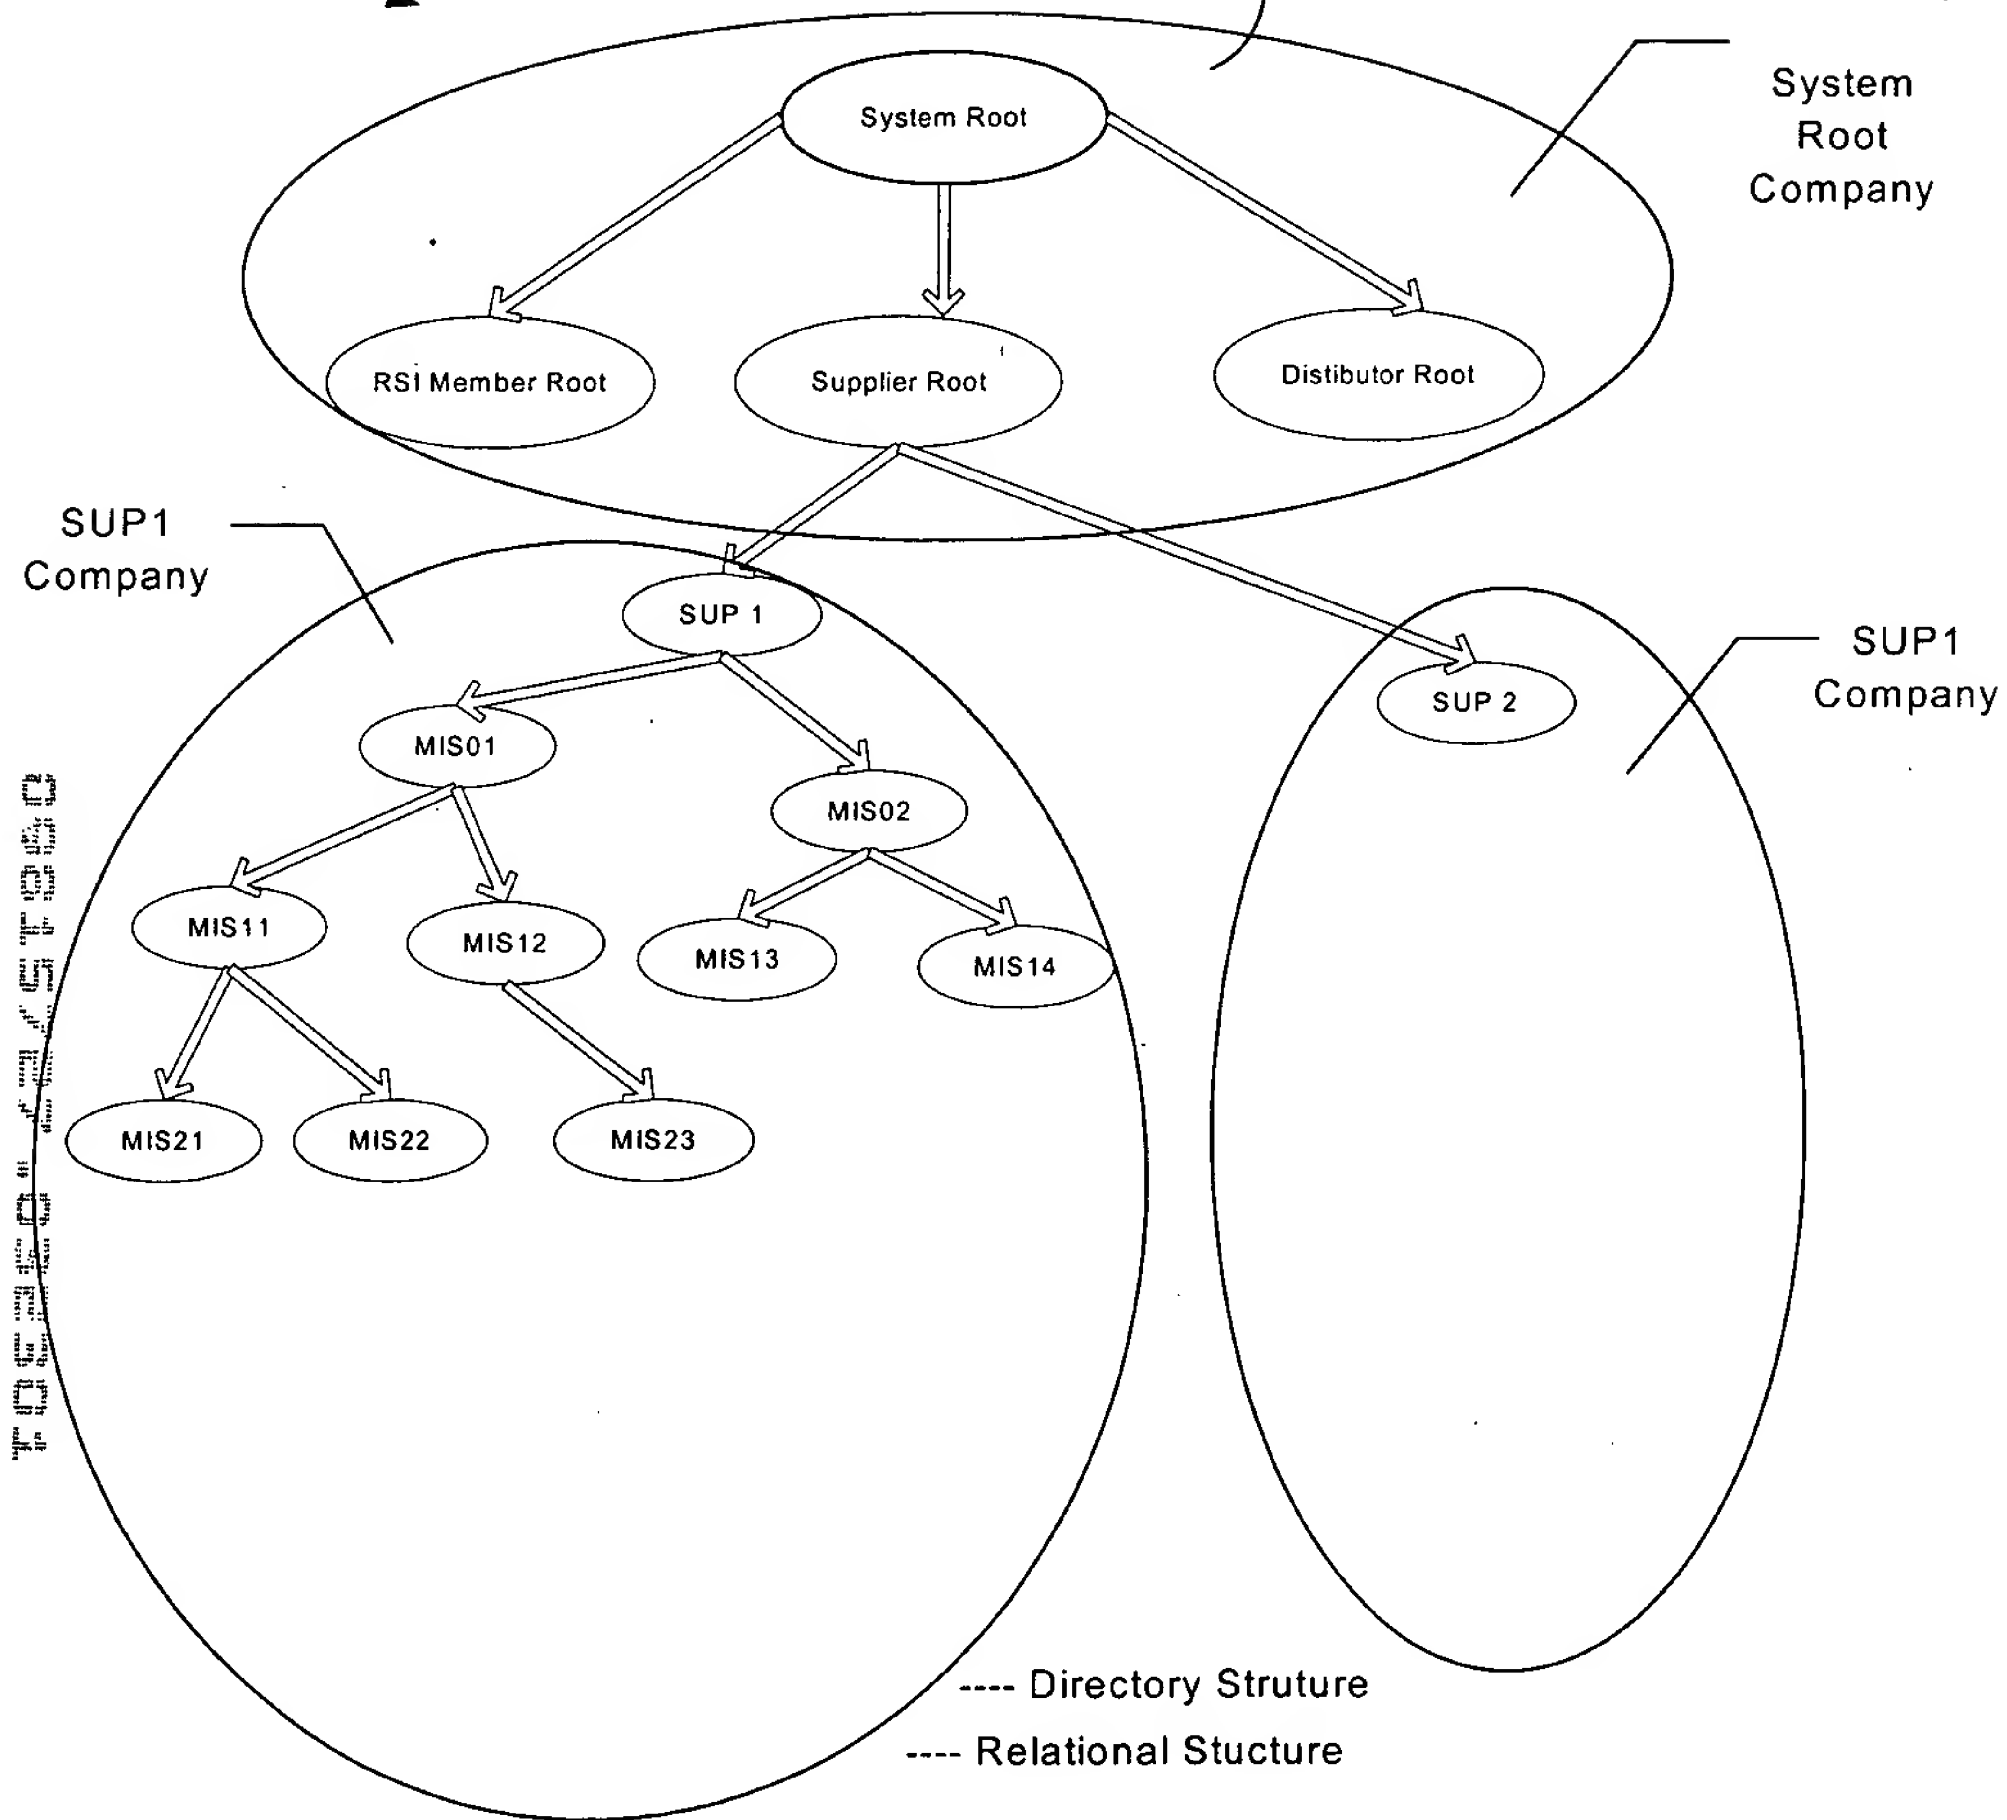 System Root
System
Root
Company
RSI Member Root
Supplier Root
Distibutor Root
SUP1
Company
SUP 1
SUP1
Company
SUP 2
MIS01
MIS02
MIS11
MIS12
MIS13
MIS14
MIS21
MIS22
MIS23
---- Directory Struture
---- Relational Stucture